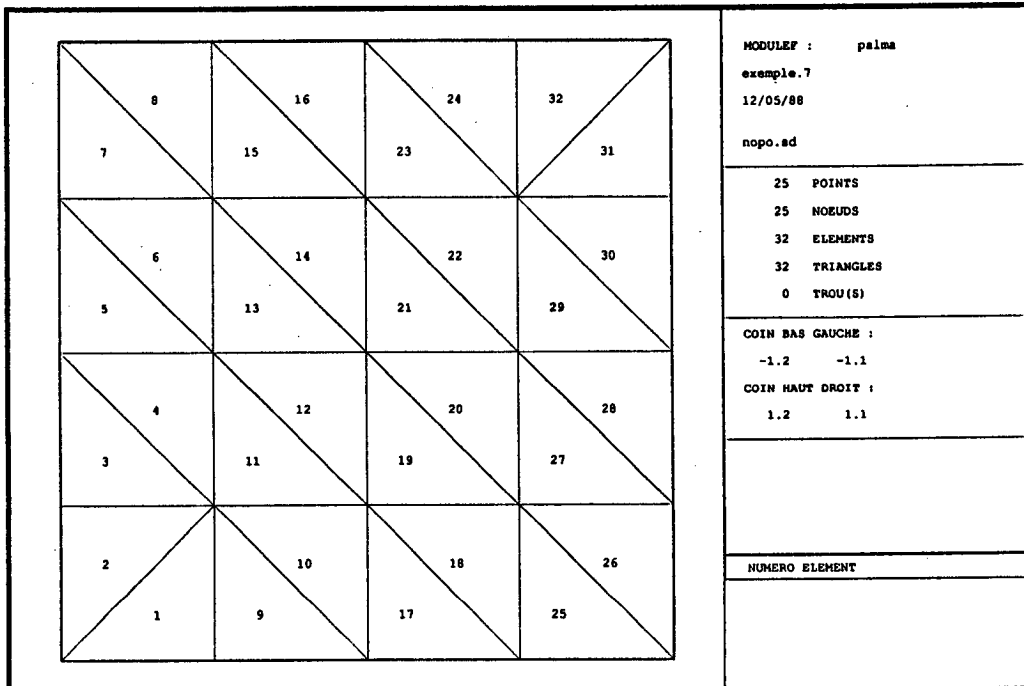 8 16 24 32
7 15 23 31
6 14 22 30
5 13 21 29
4 12 20 28
3 11 19 27
2 10 18 26
1 9 17 25
MODULEF : palma
exemple.7
12/05/88
nopo.sd
25 POINTS
25 NOEUDS
32 ELEMENTS
32 TRIANGLES
0 TROU(S)
COIN BAS GAUCHE :
-1.2 -1.1
COIN HAUT DROIT :
1.2 1.1
NUMERO ELEMENT